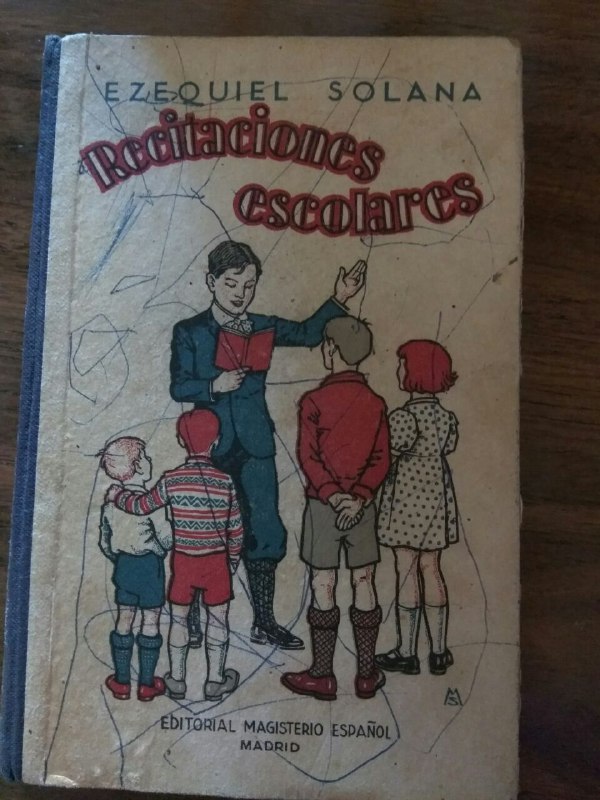 EZEQUIEL SOLANA
Recitaciones
escolares
EDITORIAL MAGISTERIO ESPAÑOL
MADRID